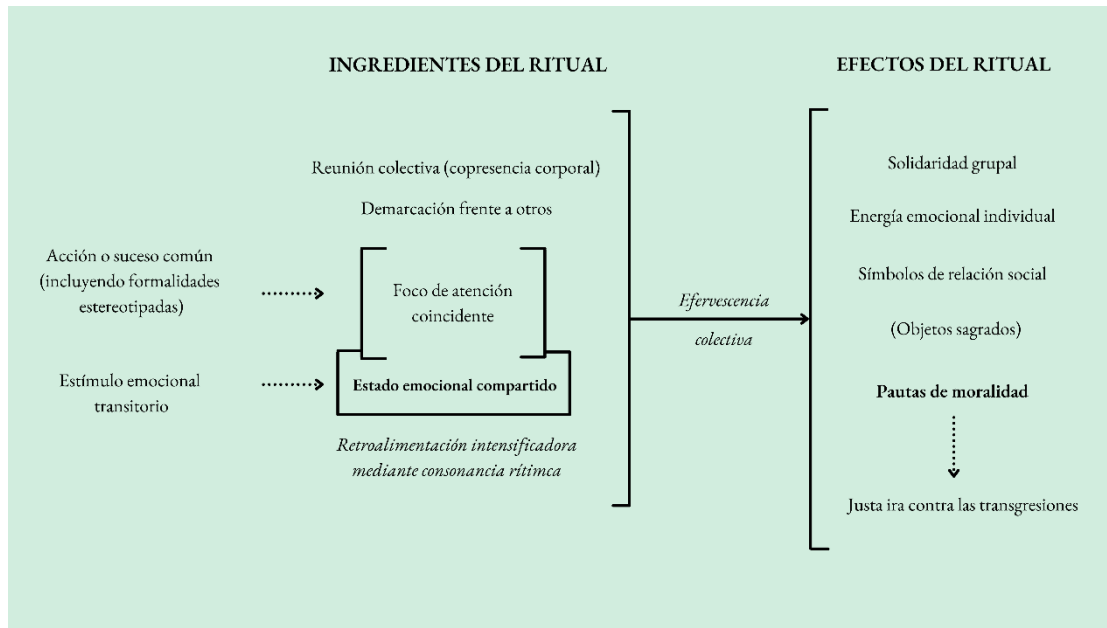 INGREDIENTES DEL RITUAL
EFECTOS DEL RITUAL
Reunión colectiva (copresencia corporal)
Demarcación frente a otros
Acción o suceso común
(incluyendo formalidades
estereotipadas)
Foco de atención
coincidente
Estímulo emocional
transitorio
Estado emocional compartido
Retroalimentación intensificadora
mediante consonancia rítimca
Efervescencia
colectiva
Solidaridad grupal
Energía emocional individual
Símbolos de relación social
(Objetos sagrados)
Pautas de moralidad
Justa ira contra las transgresiones